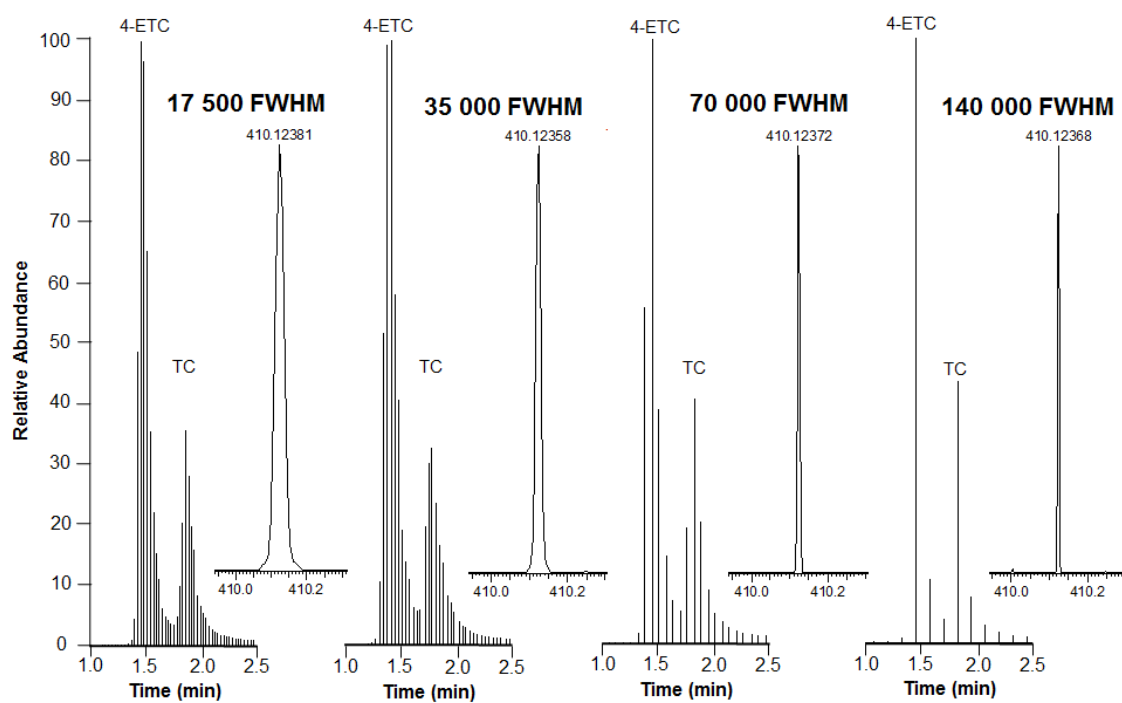 4-ETC
4-ETC
4-ETC
4-ETC
17 500 FWHM
35 000 FWHM
70 000 FWHM
140 000 FWHM
410.12381
410.12358
410.12372
410.12368
Relative Abundance
100
90
80
70
60
50
40
30
20
10
0
TC
TC
TC
TC
410.0 410.2
410.0 410.2
410.0 410.2
410.0 410.2
1.0 1.5 2.0 2.5
1.0 1.5 2.0 2.5
1.0 1.5 2.0 2.5
1.0 1.5 2.0 2.5
Time (min)
Time (min)
Time (min)
Time (min)